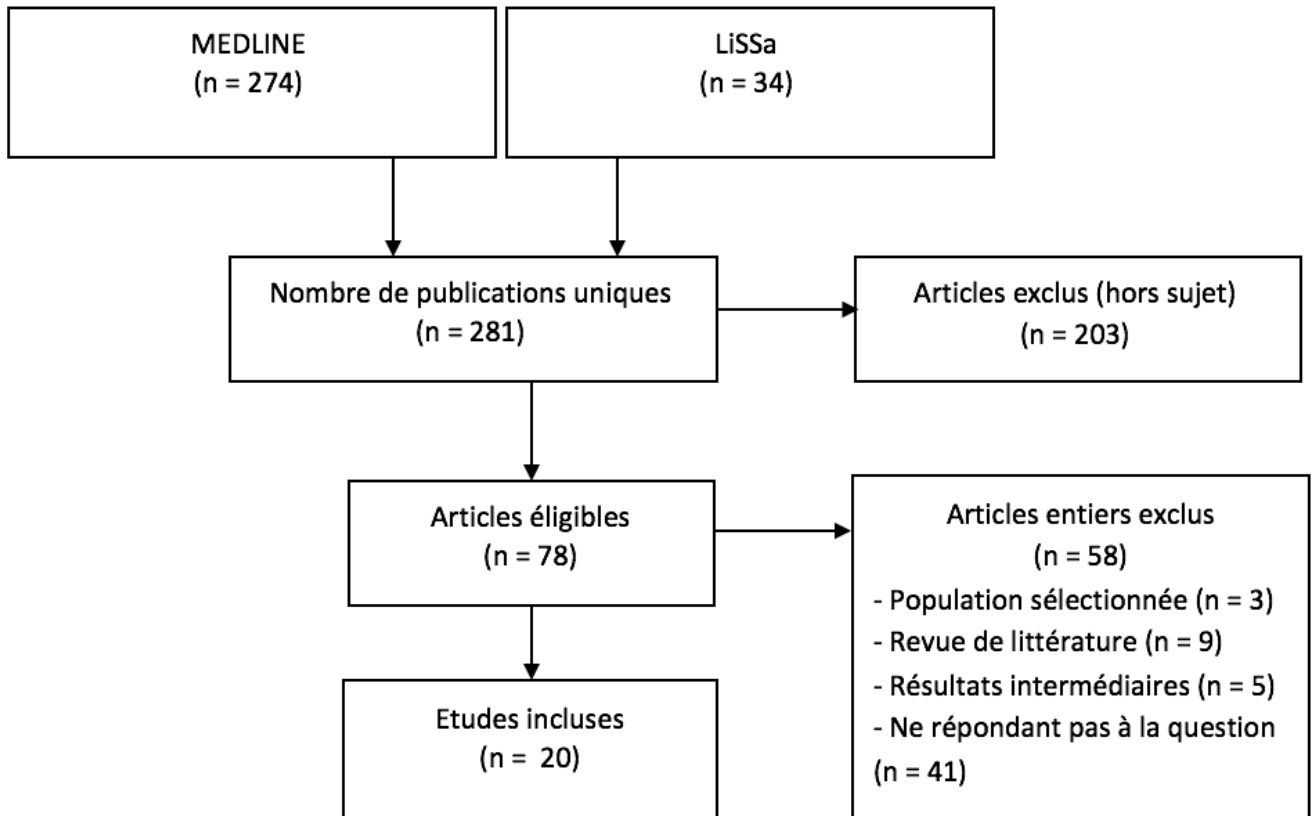 MEDLINE
(n = 274)
LiSSa
(n = 34)
Nombre de publications uniques
(n = 281)
Articles exclus (hors sujet)
(n = 203)
Articles éligibles
(n = 78)
Articles entiers exclus
(n = 58)
- Population sélectionnée (n = 3)
- Revue de littérature (n = 9)
- Résultats intermédiaires (n = 5)
- Ne répondant pas à la question
(n = 41)
Etudes incluses
(n =  20)